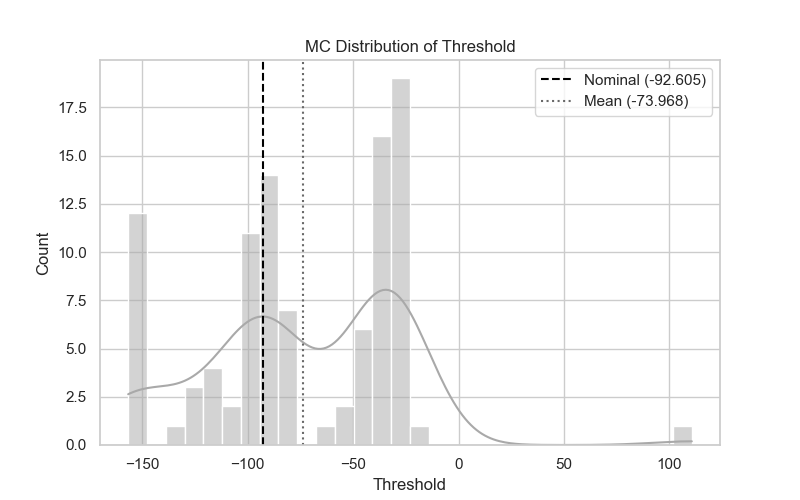 MC Distribution of Threshold
Nominal (-92.605)
Mean (-73.968)
17.5
15.0
12.5
10.0
7.5
5.0
2.5
0.0
Count
−150
−100
−50
0
50
100
Threshold